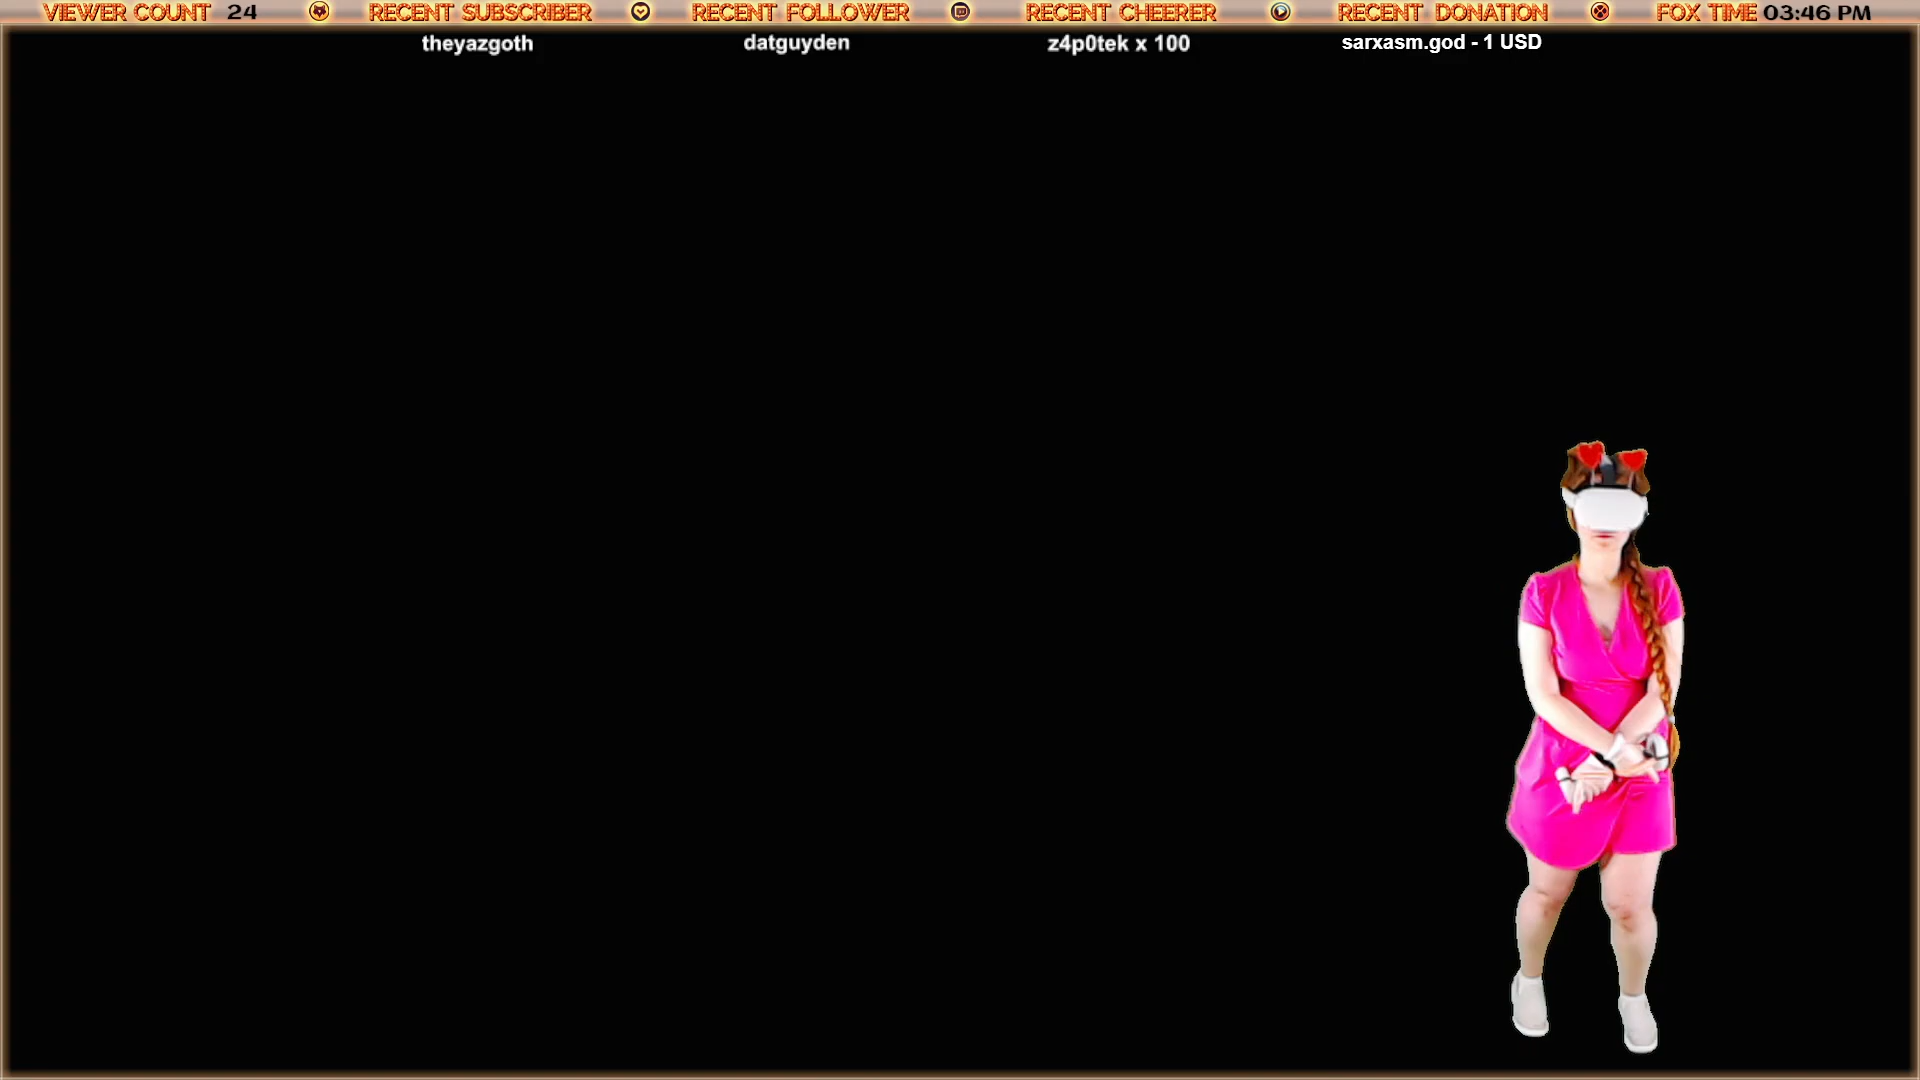 VIEWER COUNT 24 RECENT SUBSCRIBER RECENT FOLLOWER RECENT CHEERER RECENT DONATION FOX TIME 03:46 PM
theyazgoth datguyden z4p0tek x 100 sarxasm.god - 1 USD